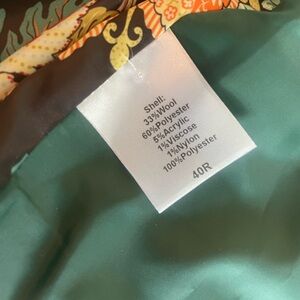 Shell:
33%Wool
60%Polyester
5%Acrylic
1%Viscose
1%Nylon
100%Polyester
40R